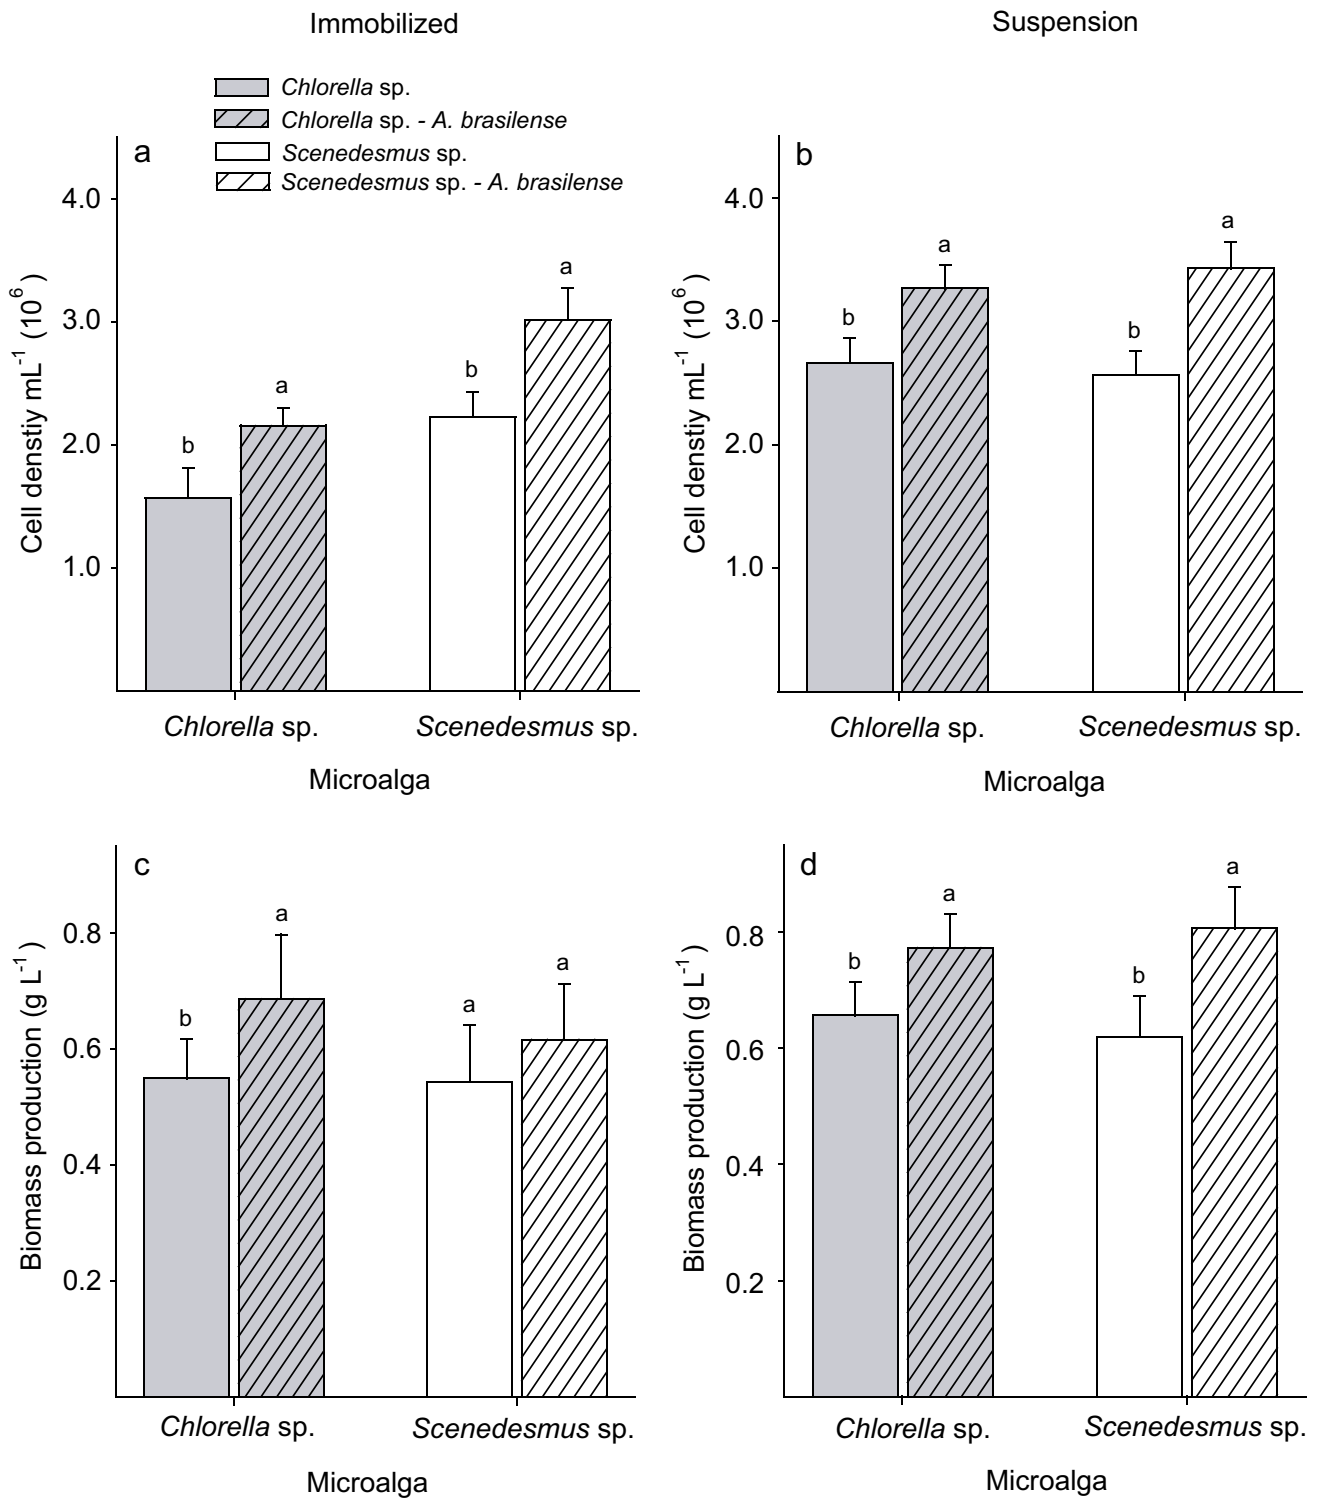 Immobilized
Suspension
Chlorella sp.
Chlorella sp. - A. brasilense
Scenedesmus sp.
Scenedesmus sp. - A. brasilense
a
4.0
3.0
2.0
1.0
Cell denstiy mL-1 (10^6)
b
a
b
a
Chlorella sp.
Scenedesmus sp.
Microalga
b
4.0
3.0
2.0
1.0
Cell denstiy mL-1 (10^6)
b
a
b
a
Chlorella sp.
Scenedesmus sp.
Microalga
c
0.8
0.6
0.4
0.2
Biomass production (g L-1)
b
a
a
a
Chlorella sp.
Scenedesmus sp.
Microalga
d
0.8
0.6
0.4
0.2
Biomass production (g L-1)
b
a
b
a
Chlorella sp.
Scenedesmus sp.
Microalga